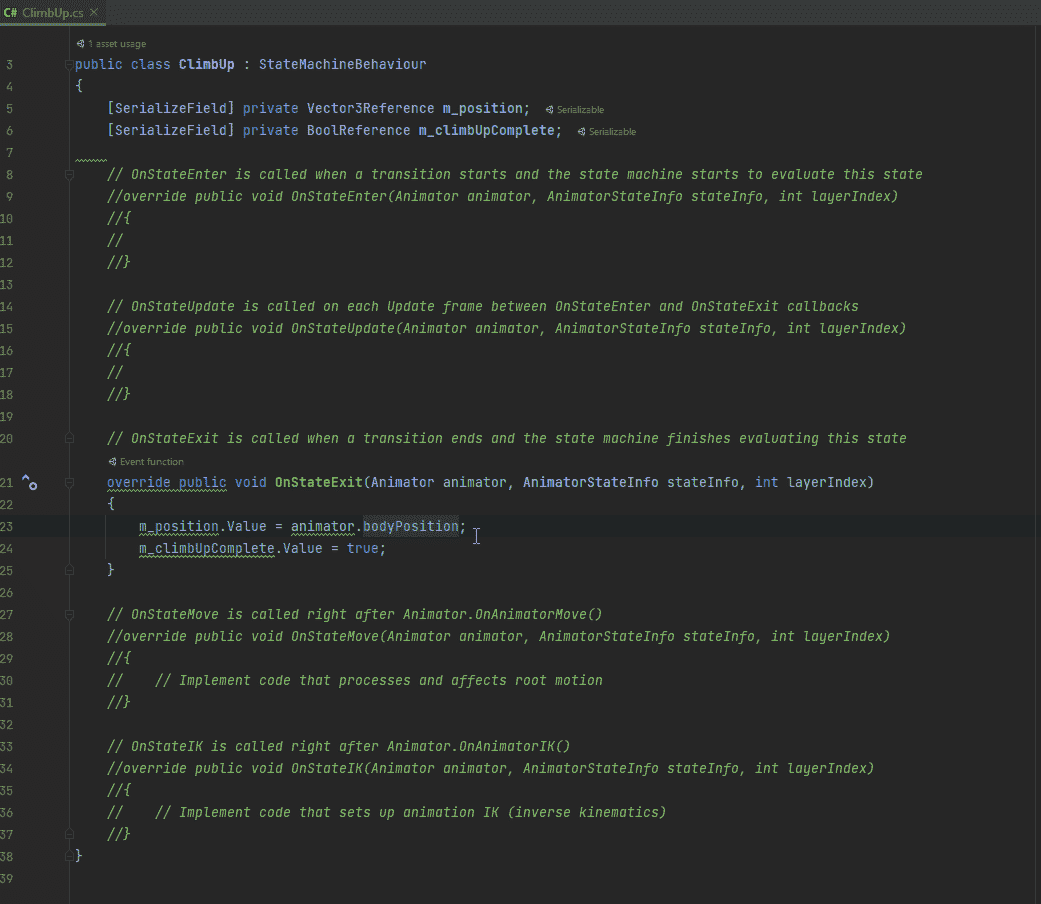 C# ClimbUp.cs ×
1 asset usage
3 public class ClimbUp : StateMachineBehaviour
4 {
5 [SerializeField] private Vector3Reference m_position; Serializable
6 [SerializeField] private BoolReference m_climbUpComplete; Serializable
7
8 // OnStateEnter is called when a transition starts and the state machine starts to evaluate this state
9 //override public void OnStateEnter(Animator animator, AnimatorStateInfo stateInfo, int layerIndex)
10 //{
11 //
12 //}
13
14 // OnStateUpdate is called on each Update frame between OnStateEnter and OnStateExit callbacks
15 //override public void OnStateUpdate(Animator animator, AnimatorStateInfo stateInfo, int layerIndex)
16 //{
17 //
18 //}
19
20 // OnStateExit is called when a transition ends and the state machine finishes evaluating this state
Event function
21 override public void OnStateExit(Animator animator, AnimatorStateInfo stateInfo, int layerIndex)
22 {
23 m_position.Value = animator.bodyPosition;
24 m_climbUpComplete.Value = true;
25 }
26
27 // OnStateMove is called right after Animator.OnAnimatorMove()
28 //override public void OnStateMove(Animator animator, AnimatorStateInfo stateInfo, int layerIndex)
29 //{
30 // // Implement code that processes and affects root motion
31 //}
32
33 // OnStateIK is called right after Animator.OnAnimatorIK()
34 //override public void OnStateIK(Animator animator, AnimatorStateInfo stateInfo, int layerIndex)
35 //{
36 // // Implement code that sets up animation IK (inverse kinematics)
37 //}
38 }
39